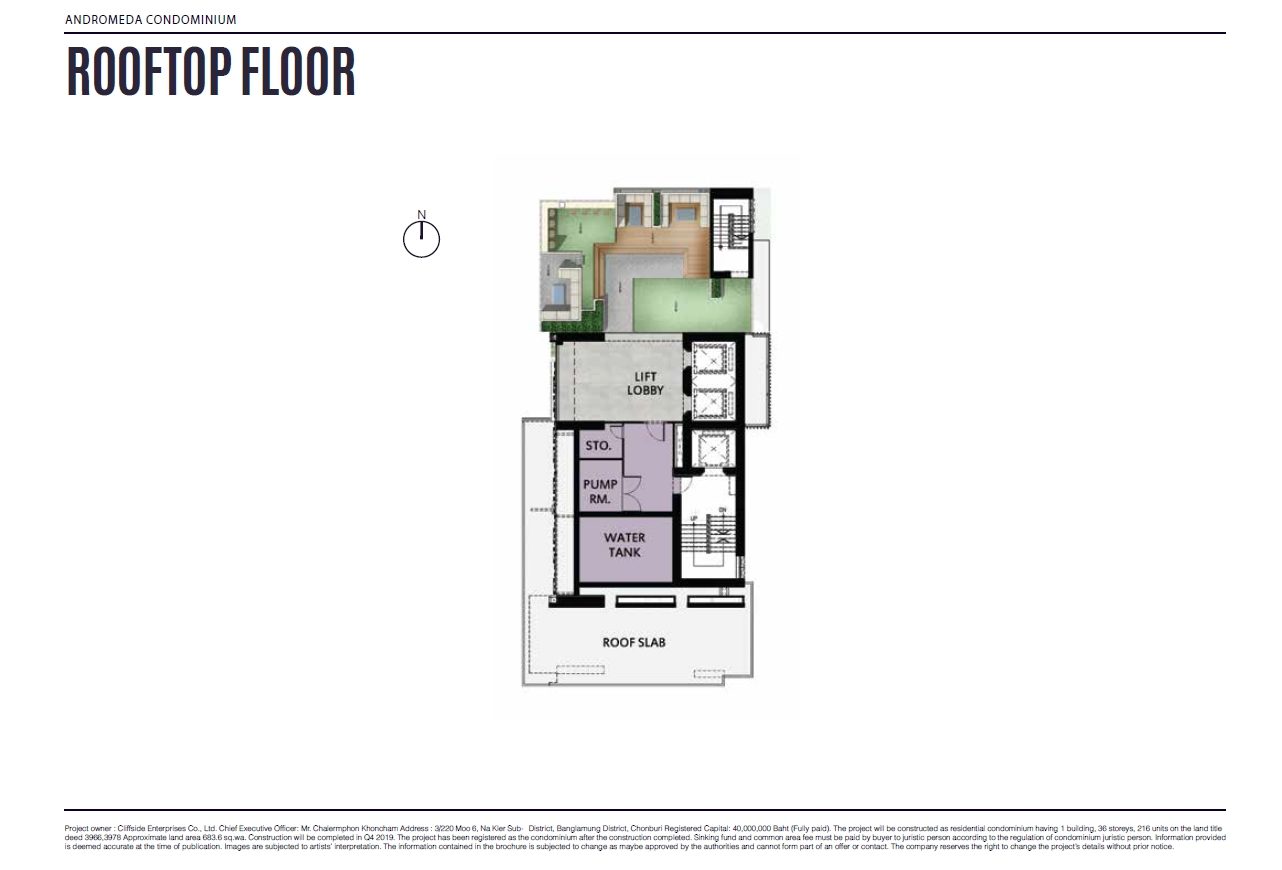 ANDROMEDA CONDOMINIUM
ROOFTOP FLOOR
N
LIFT
LOBBY
STO.
PUMP
RM.
UP
DN
WATER
TANK
ROOF SLAB
Project owner : Cliffside Enterprises Co., Ltd. Chief Executive Officer: Mr. Chalermphon Khoncham Address : 3/220 Moo 6, Na Kler Sub- District, Banglamung District, Chonburi Registered Capital: 40,000,000 Baht (Fully paid). The project will be constructed as residential condominium having 1 building, 36 storeys, 216 units on the land title
deed 3966,3978 Approximate land area 683.6 sq.wa. Construction will be completed in Q4 2019. The project has been registered as the condominium after the construction completed. Sinking fund and common area fee must be paid by buyer to juristic person according to the regulation of condominium juristic person. Information provided
is deemed accurate at the time of publication. Images are subjected to artists' interpretation. The information contained in the brochure is subjected to change as maybe approved by the authorities and cannot form part of an offer or contact. The company reserves the right to change the project's details without prior notice.